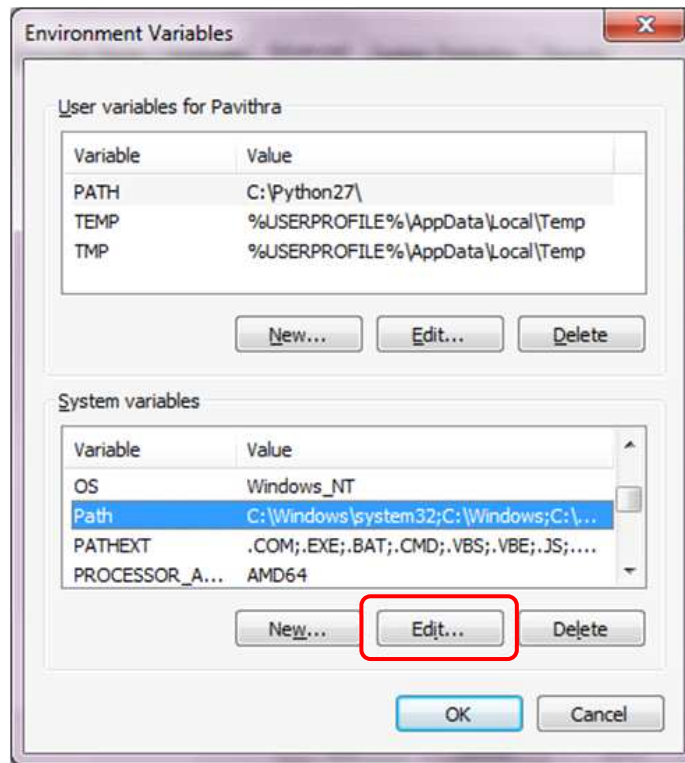 Environment Variables
User variables for Pavithra
Variable Value
PATH C:\Python27\
TEMP %USERPROFILE%\AppData\Local\Temp
TMP %USERPROFILE%\AppData\Local\Temp
New... Edit... Delete
System variables
Variable Value
OS Windows_NT
Path C:\Windows\system32;C:\Windows;C:\...
PATHEXT .COM;.EXE;.BAT;.CMD;.VBS;.VBE;.JS;....
PROCESSOR_A... AMD64
New... Edit... Delete
OK Cancel